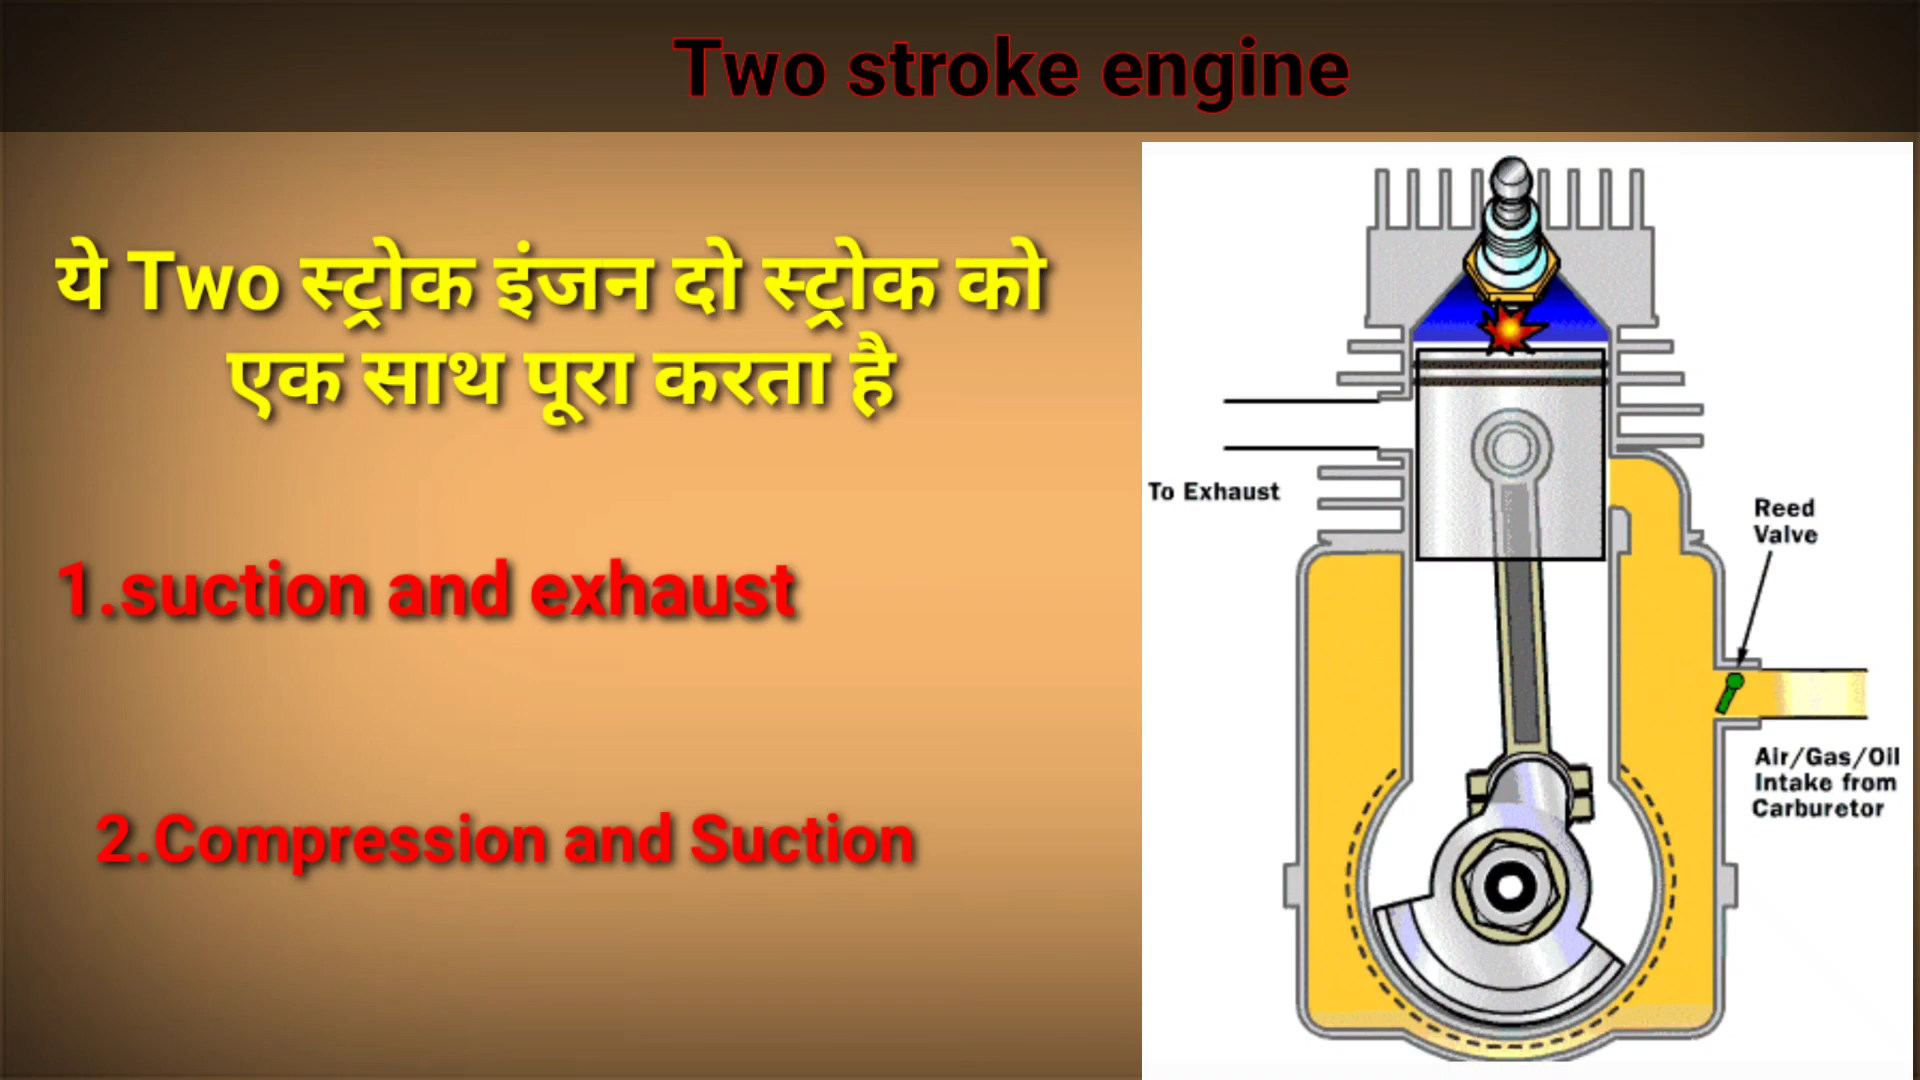 Two stroke engine
ये Two स्ट्रोक इंजन दो स्ट्रोक को
एक साथ पूरा करता है
1.suction and exhaust
2.Compression and Suction
To Exhaust
Reed
Valve
Air/Gas/Oil
Intake from
Carburetor